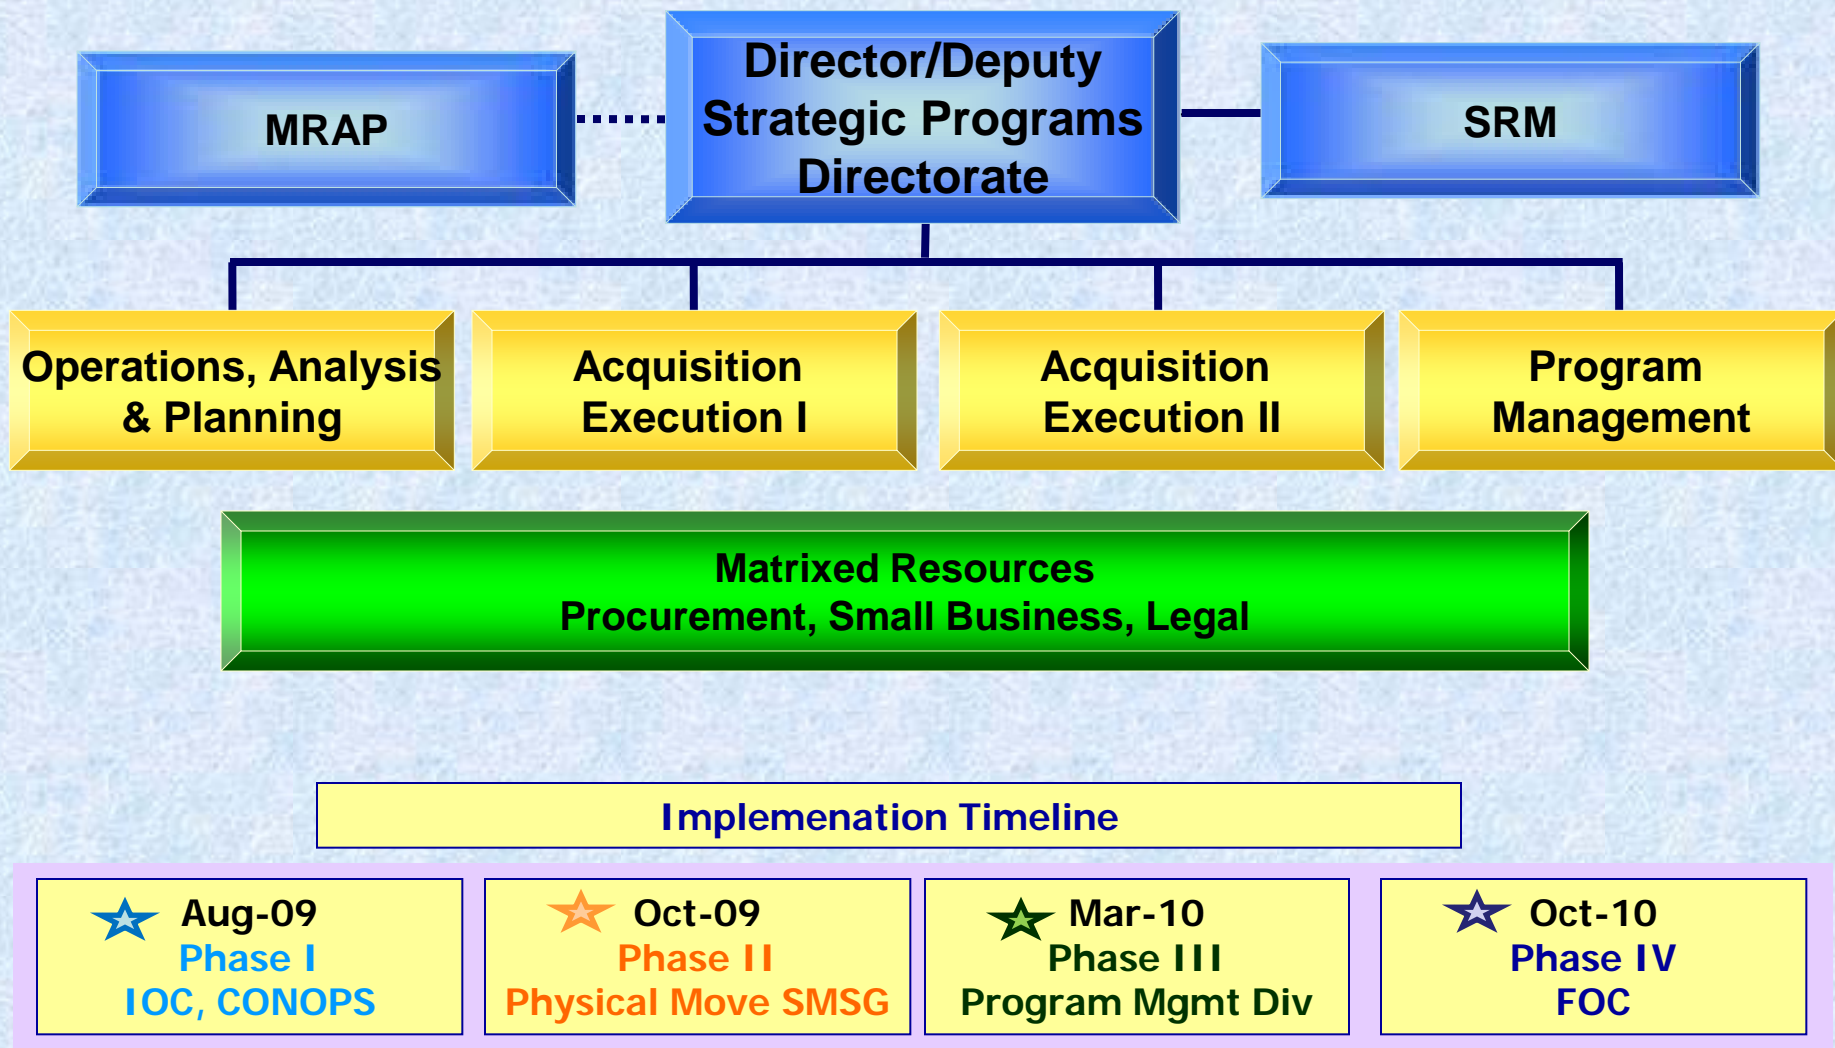 MRAP
Director/Deputy
Strategic Programs
Directorate
SRM
Operations, Analysis
& Planning
Acquisition
Execution I
Acquisition
Execution II
Program
Management
Matrixed Resources
Procurement, Small Business, Legal
Implemenation Timeline
Aug-09
Phase I
IOC, CONOPS
Oct-09
Phase II
Physical Move SMSG
Mar-10
Phase III
Program Mgmt Div
Oct-10
Phase IV
FOC